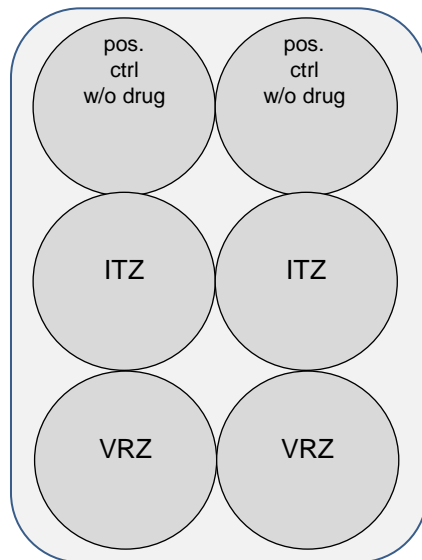 pos.
ctrl
w/o drug
pos.
ctrl
w/o drug
ITZ
ITZ
VRZ
VRZ